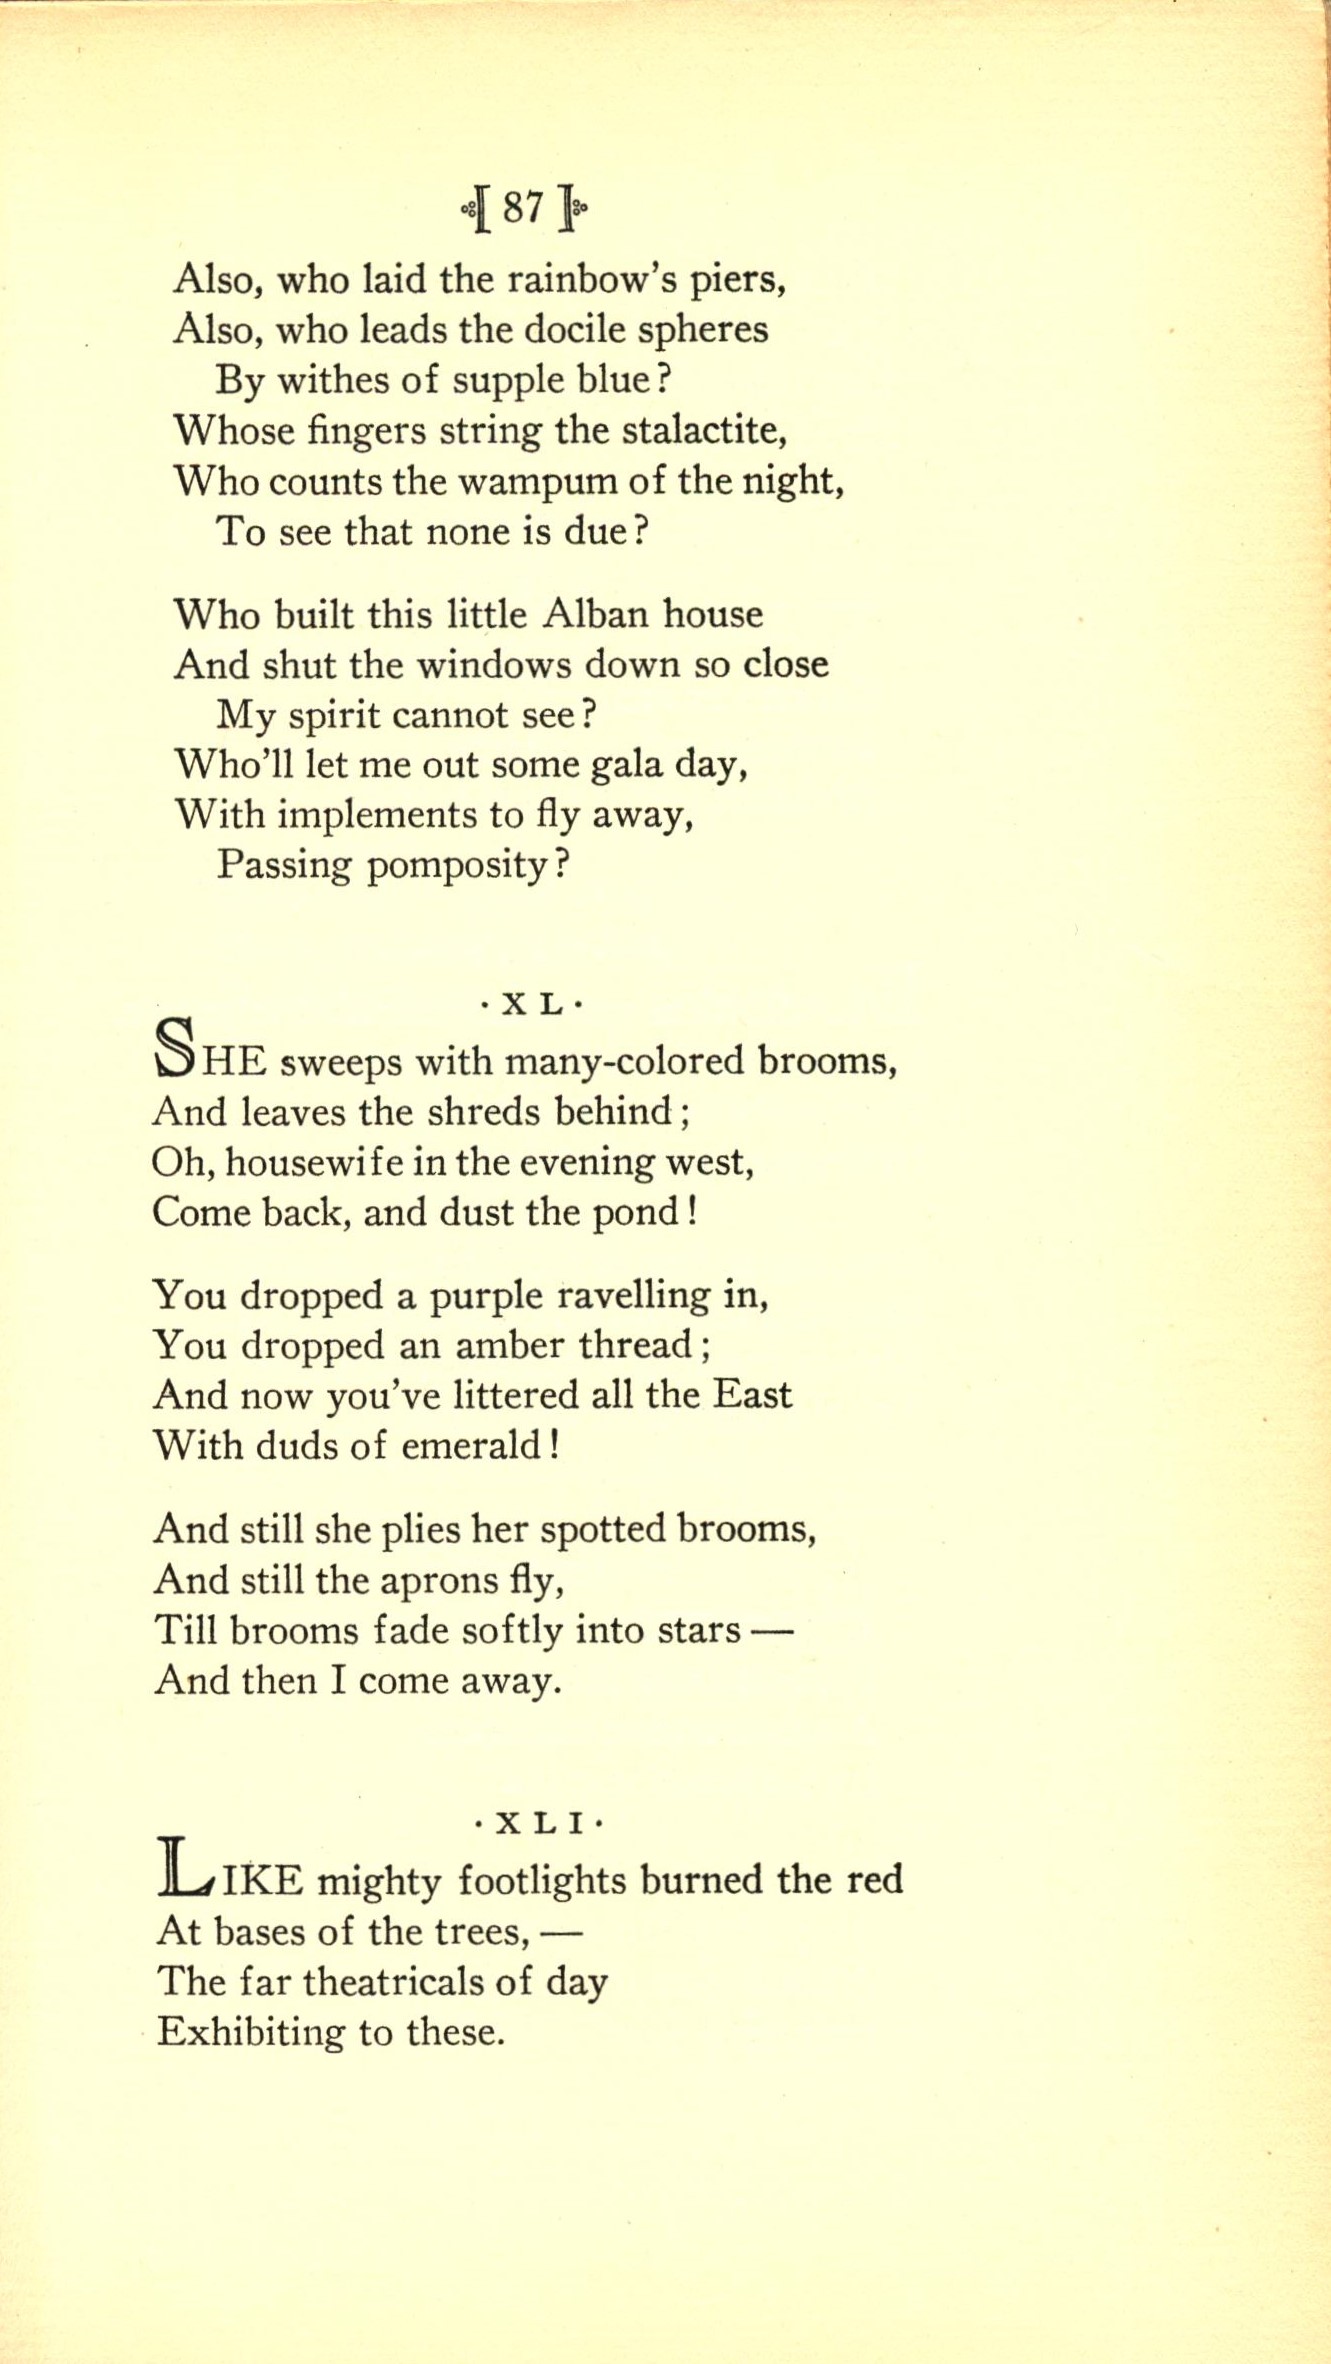 87
Also, who laid the rainbow's piers,
Also, who leads the docile spheres
By withes of supple blue?
Whose fingers string the stalactite,
Who counts the wampum of the night,
To see that none is due?
Who built this little Alban house
And shut the windows down so close
My spirit cannot see?
Who'll let me out some gala day,
With implements to fly away,
Passing pomposity?
· X L ·
SHE sweeps with many-colored brooms,
And leaves the shreds behind;
Oh, housewife in the evening west,
Come back, and dust the pond!
You dropped a purple ravelling in,
You dropped an amber thread;
And now you've littered all the East
With duds of emerald!
And still she plies her spotted brooms,
And still the aprons fly,
Till brooms fade softly into stars —
And then I come away.
· X L I ·
LIKE mighty footlights burned the red
At bases of the trees, —
The far theatricals of day
Exhibiting to these.